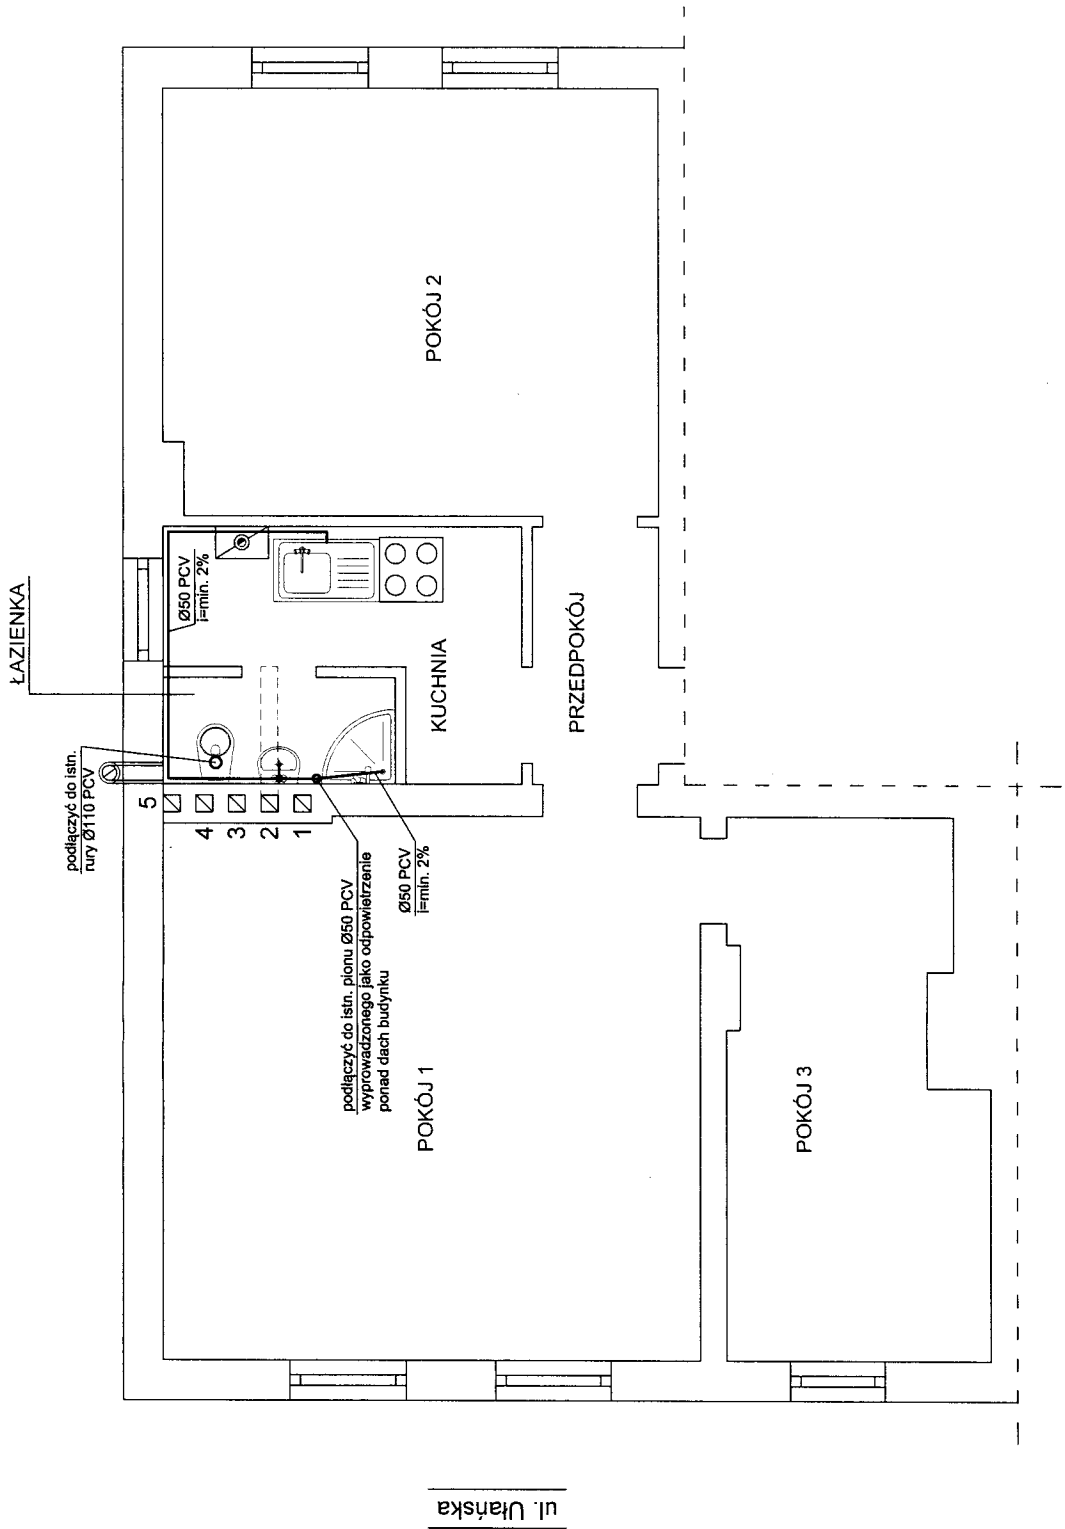 ŁAZIENKA
podłączyć do istn.
rury Ø110 PCV
Ø50 PCV
i=min. 2%
POKÓJ 2
KUCHNIA
PRZEDPOKÓJ
5
4
3
2
1
podłączyć do istn. pionu Ø50 PCV
wyprowadzonego jako odpowietrzenie
ponad dach budynku
Ø50 PCV
i=min. 2%
POKÓJ 1
POKÓJ 3
ul. Ułańska